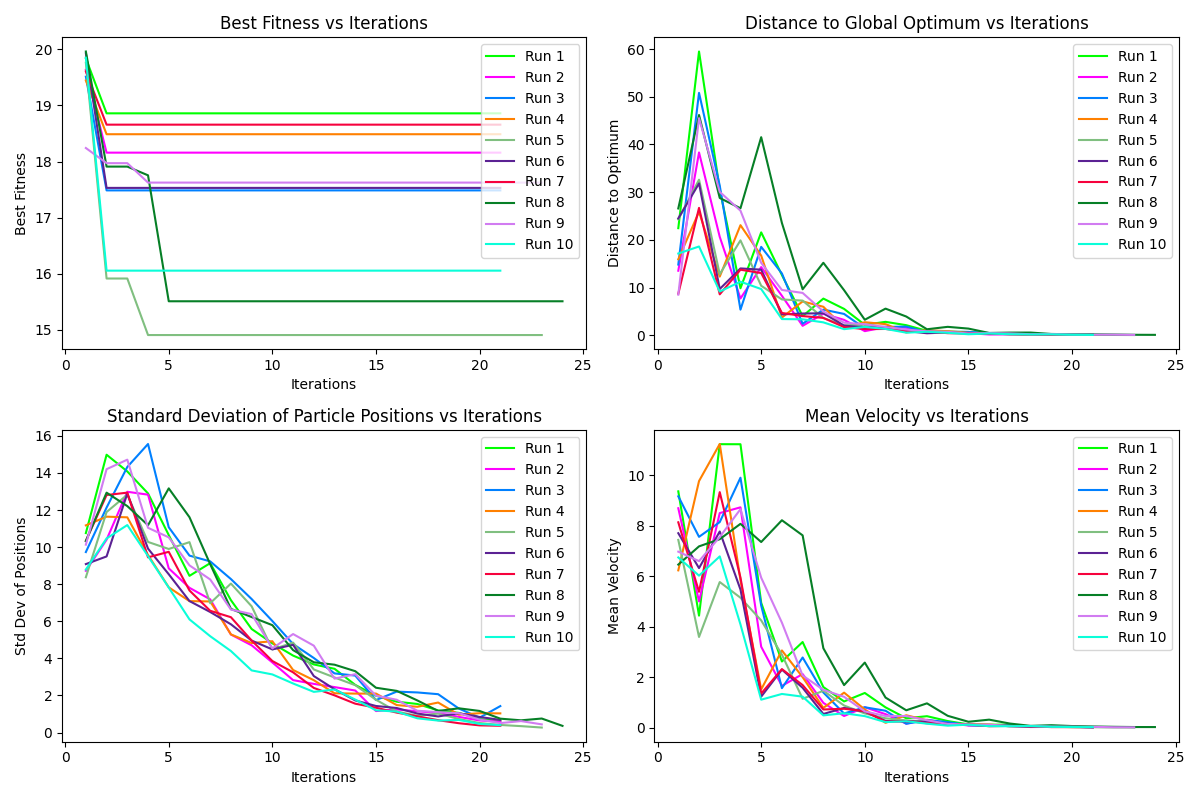 Best Fitness vs Iterations
Best Fitness
20
19
18
17
16
15
0 5 10 15 20 25
Iterations
Run 1
Run 2
Run 3
Run 4
Run 5
Run 6
Run 7
Run 8
Run 9
Run 10
Distance to Global Optimum vs Iterations
Distance to Optimum
60
50
40
30
20
10
0
0 5 10 15 20 25
Iterations
Run 1
Run 2
Run 3
Run 4
Run 5
Run 6
Run 7
Run 8
Run 9
Run 10
Standard Deviation of Particle Positions vs Iterations
Std Dev of Positions
16
14
12
10
8
6
4
2
0
0 5 10 15 20 25
Iterations
Run 1
Run 2
Run 3
Run 4
Run 5
Run 6
Run 7
Run 8
Run 9
Run 10
Mean Velocity vs Iterations
Mean Velocity
10
8
6
4
2
0
0 5 10 15 20 25
Iterations
Run 1
Run 2
Run 3
Run 4
Run 5
Run 6
Run 7
Run 8
Run 9
Run 10